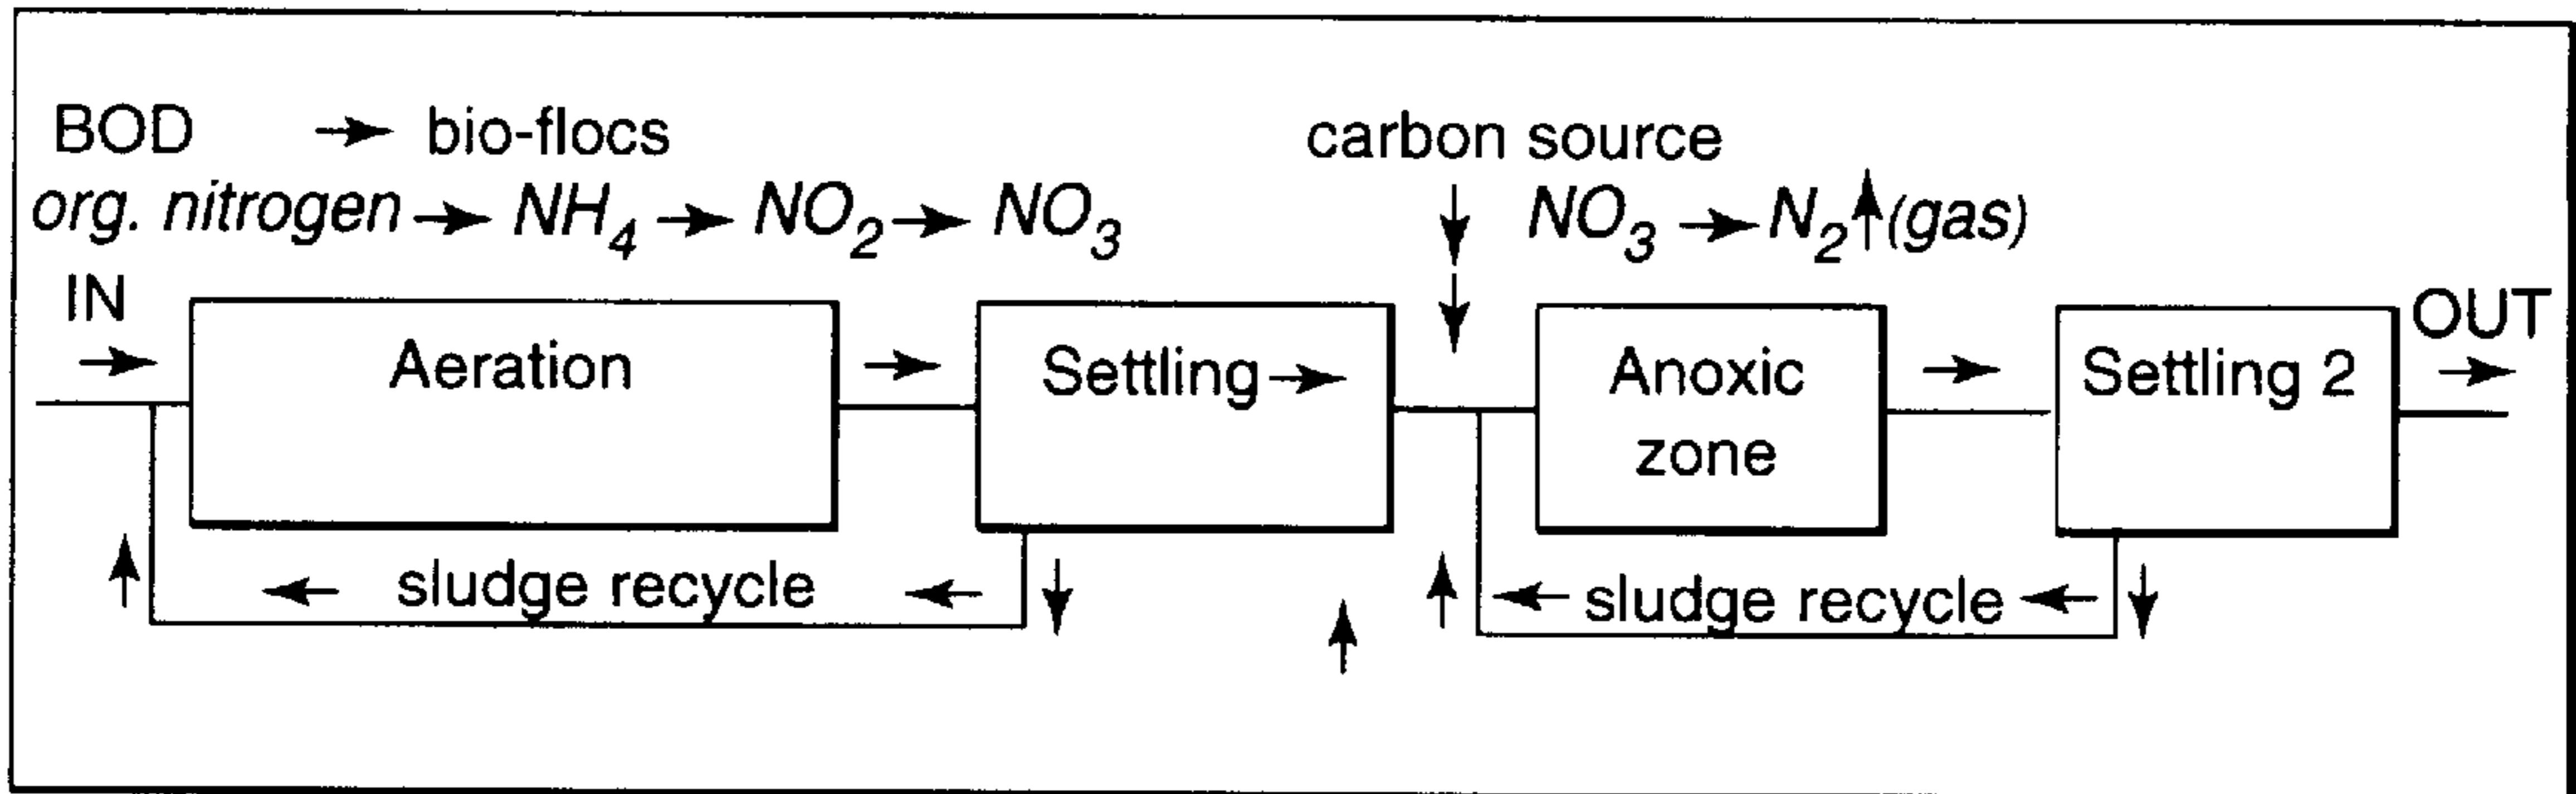 BOD → bio-flocs
org. nitrogen → NH₄ → NO₂ → NO₃
carbon source
NO₃ → N₂ ↑ (gas)
IN
Aeration
Settling →
Anoxic
zone
Settling 2
OUT
sludge recycle
sludge recycle